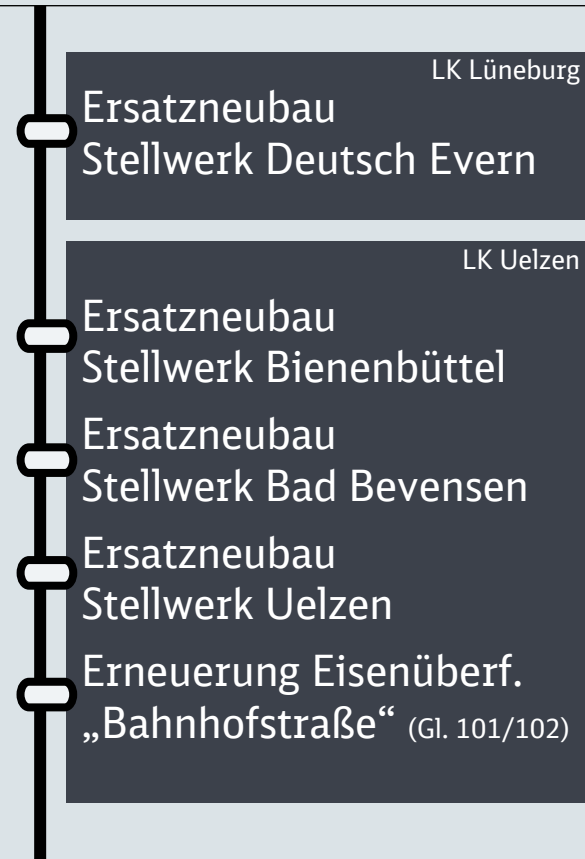 LK Lüneburg
Ersatzneubau
Stellwerk Deutsch Evern
LK Uelzen
Ersatzneubau
Stellwerk Bienenbüttel
Ersatzneubau
Stellwerk Bad Bevensen
Ersatzneubau
Stellwerk Uelzen
Erneuerung Eisenüberf.
„Bahnhofstraße“ (Gl. 101/102)